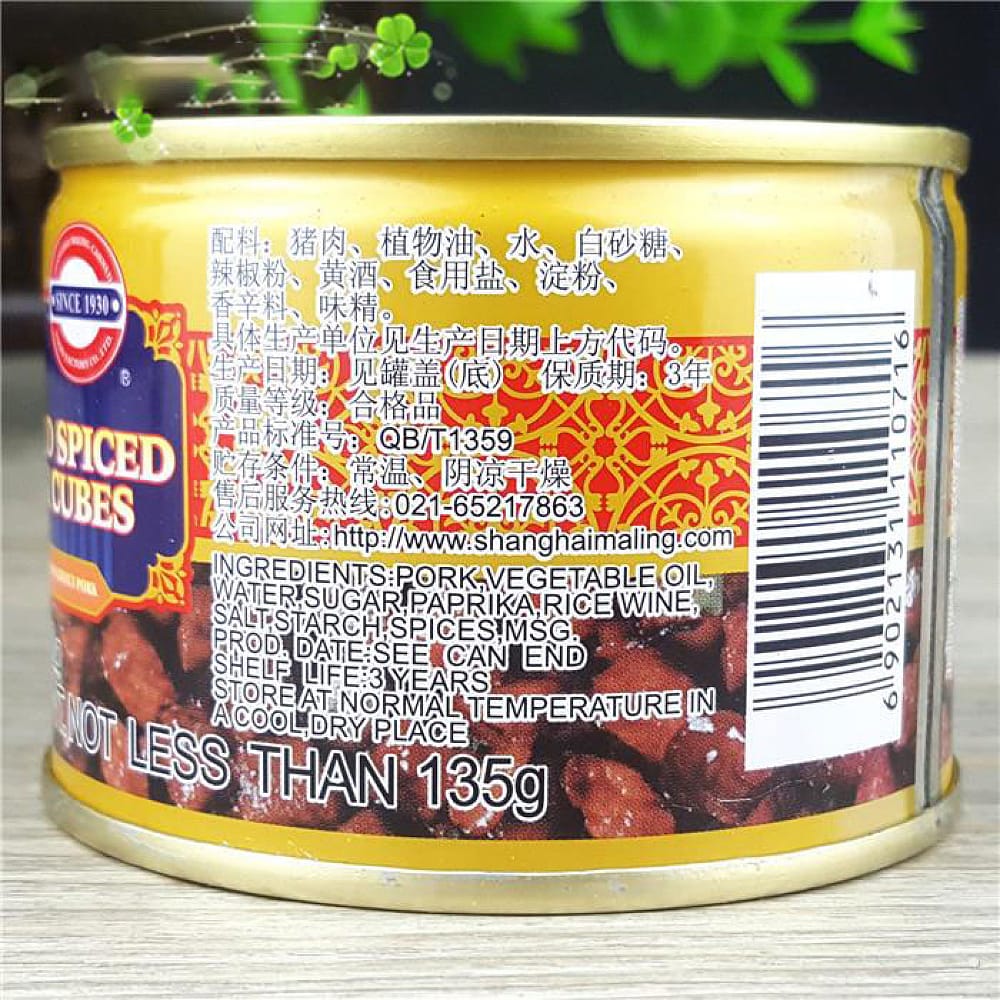 SINCE 1930
®
SPICED
CUBES
配料：猪肉、植物油、水、白砂糖、
辣椒粉、黄酒、食用盐、淀粉、
香辛料、味精。
具体生产单位见生产日期上方代码。
生产日期：见罐盖(底) 保质期：3年
质量等级：合格品
产品标准号：QB/T1359
贮存条件：常温、阴凉干燥
售后服务热线:021-65217863
公司网址:http://www.shanghaimaling.com
INGREDIENTS:PORK,VEGETABLE OIL,
WATER,SUGAR,PAPRIKA,RICE WINE,
SALT,STARCH,SPICES,MSG.
PROD. DATE:SEE CAN END
SHELF LIFE:3 YEARS
STORE AT NORMAL TEMPERATURE IN
A COOL,DRY PLACE
NOT LESS THAN 135g
6902131110716